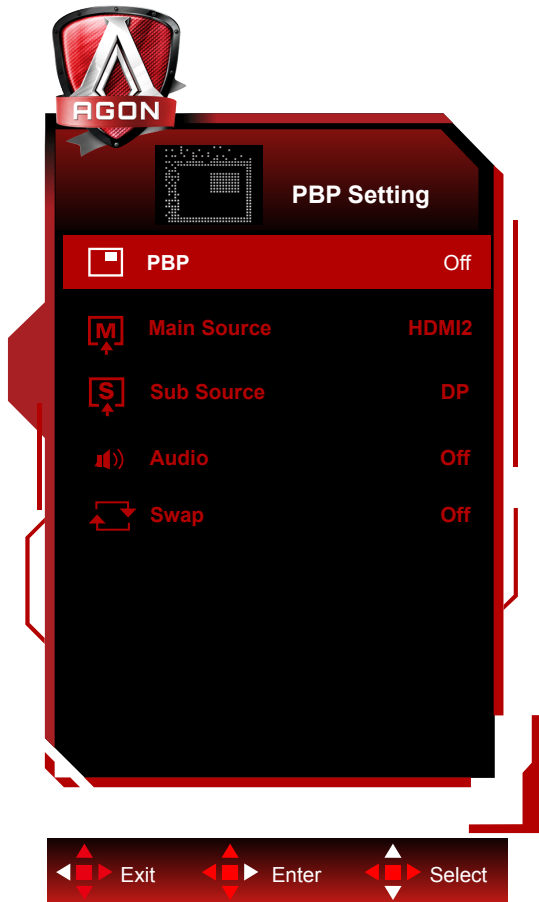 AGON
PBP Setting
PBP Off
M Main Source HDMI2
S Sub Source DP
Audio Off
Swap Off
Exit Enter Select